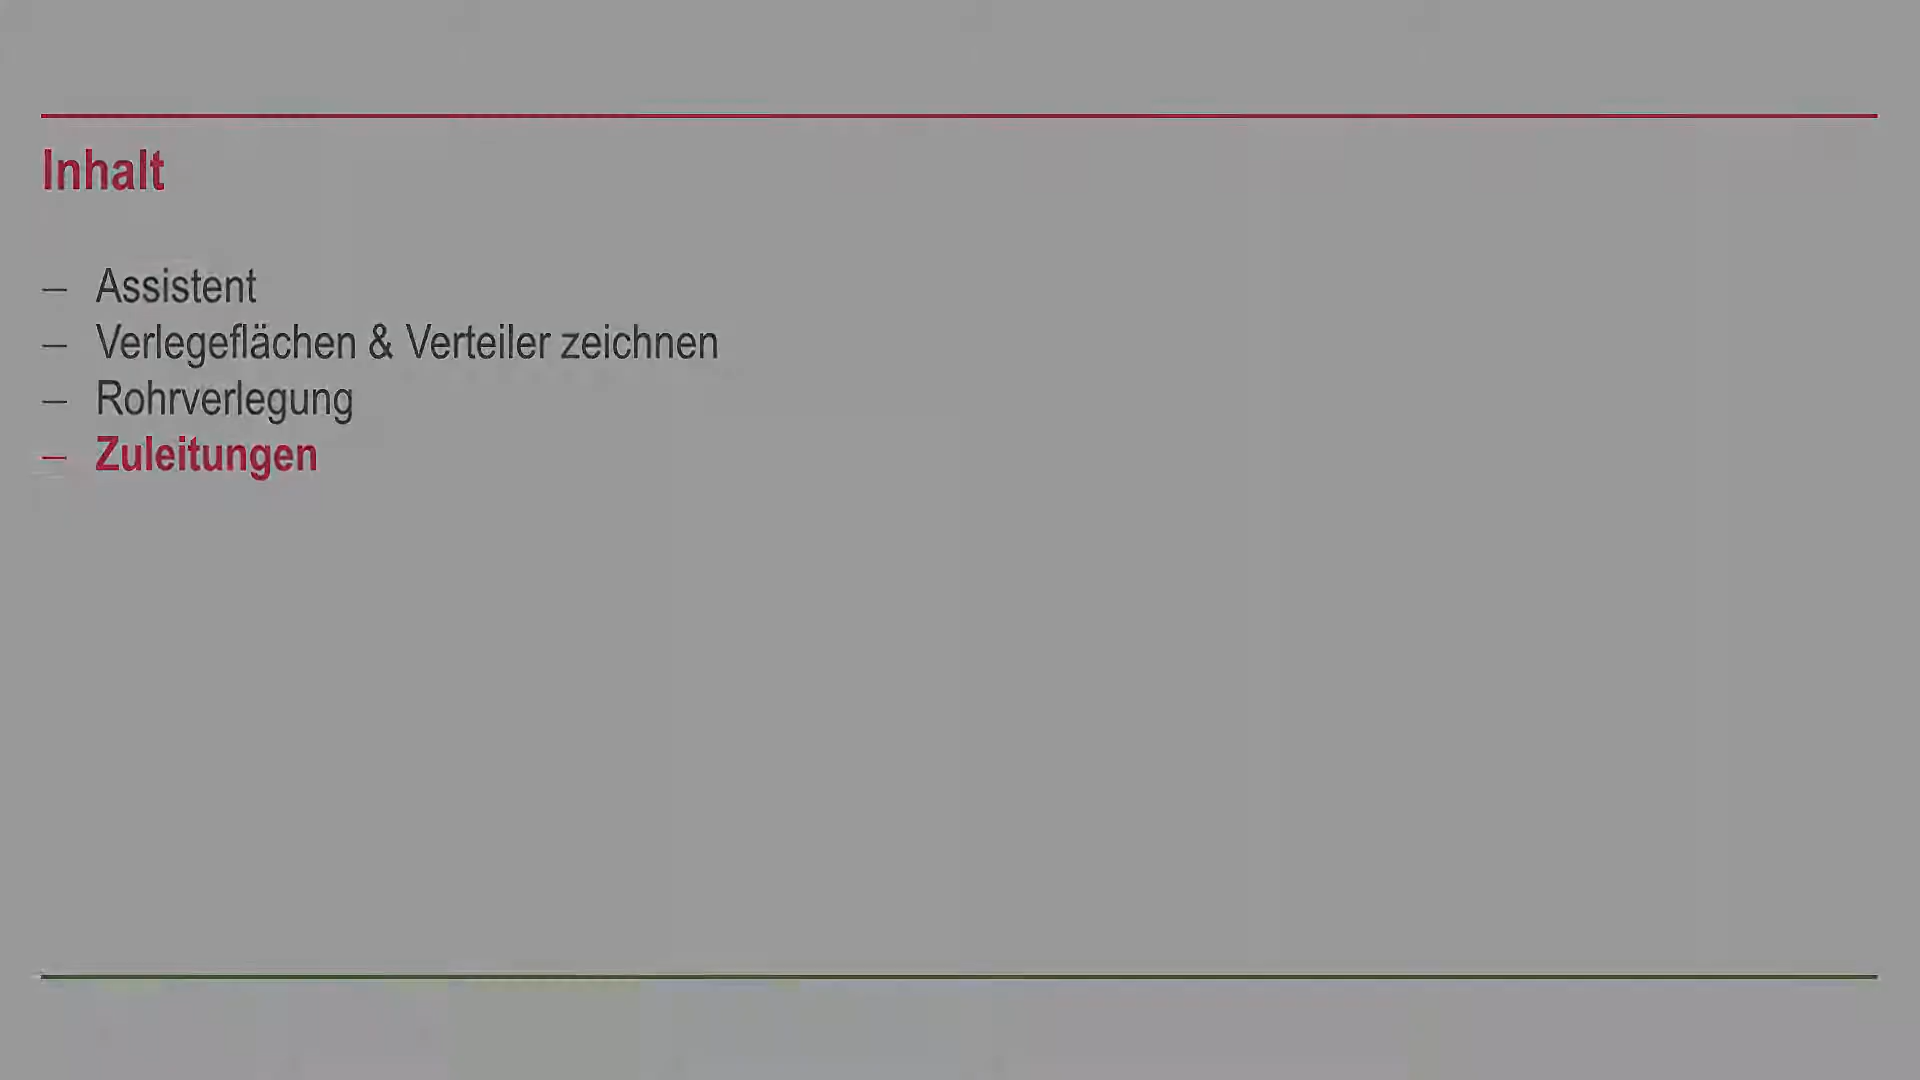 Inhalt
– Assistent
– Verlegeflächen & Verteiler zeichnen
– Rohrverlegung
– Zuleitungen